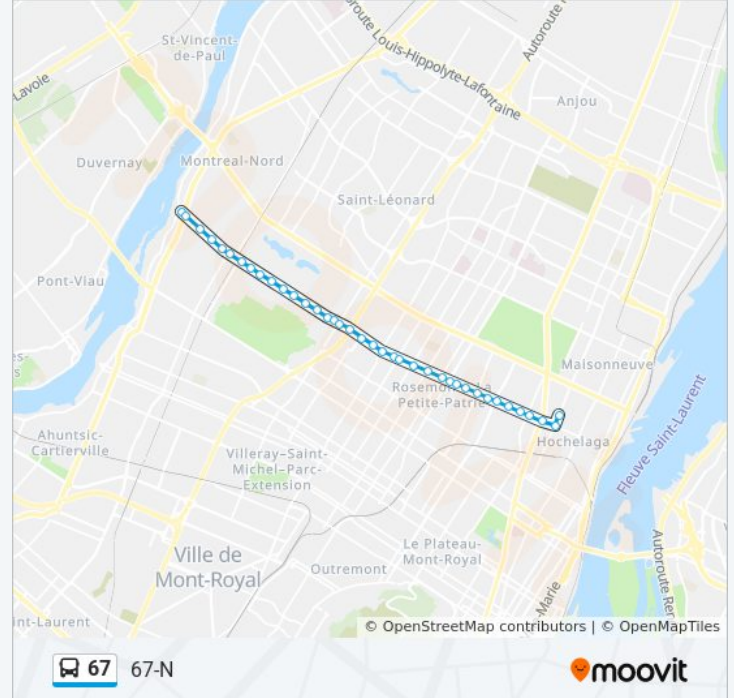 St-Vincent-
de-Paul
Autoroute Louis-Hippolyte-Lafontaine
Autoroute
Lavoie
Anjou
Duvernay
Montreal-Nord
Saint-Léonard
Pont-Viau
Maisonneuve
Rosemont–La
Petite-Patrie
Fleuve Saint-Laurent
Ahuntsic-
Cartierville
Hochelaga
Villeray–Saint-
Michel–Parc-
Extension
Le Plateau-
Mont-Royal
Ville de
Mont-Royal
Outremont
Autoroute
-Marie
© OpenStreetMap contributors | © OpenMapTiles
67 67-N
moovit